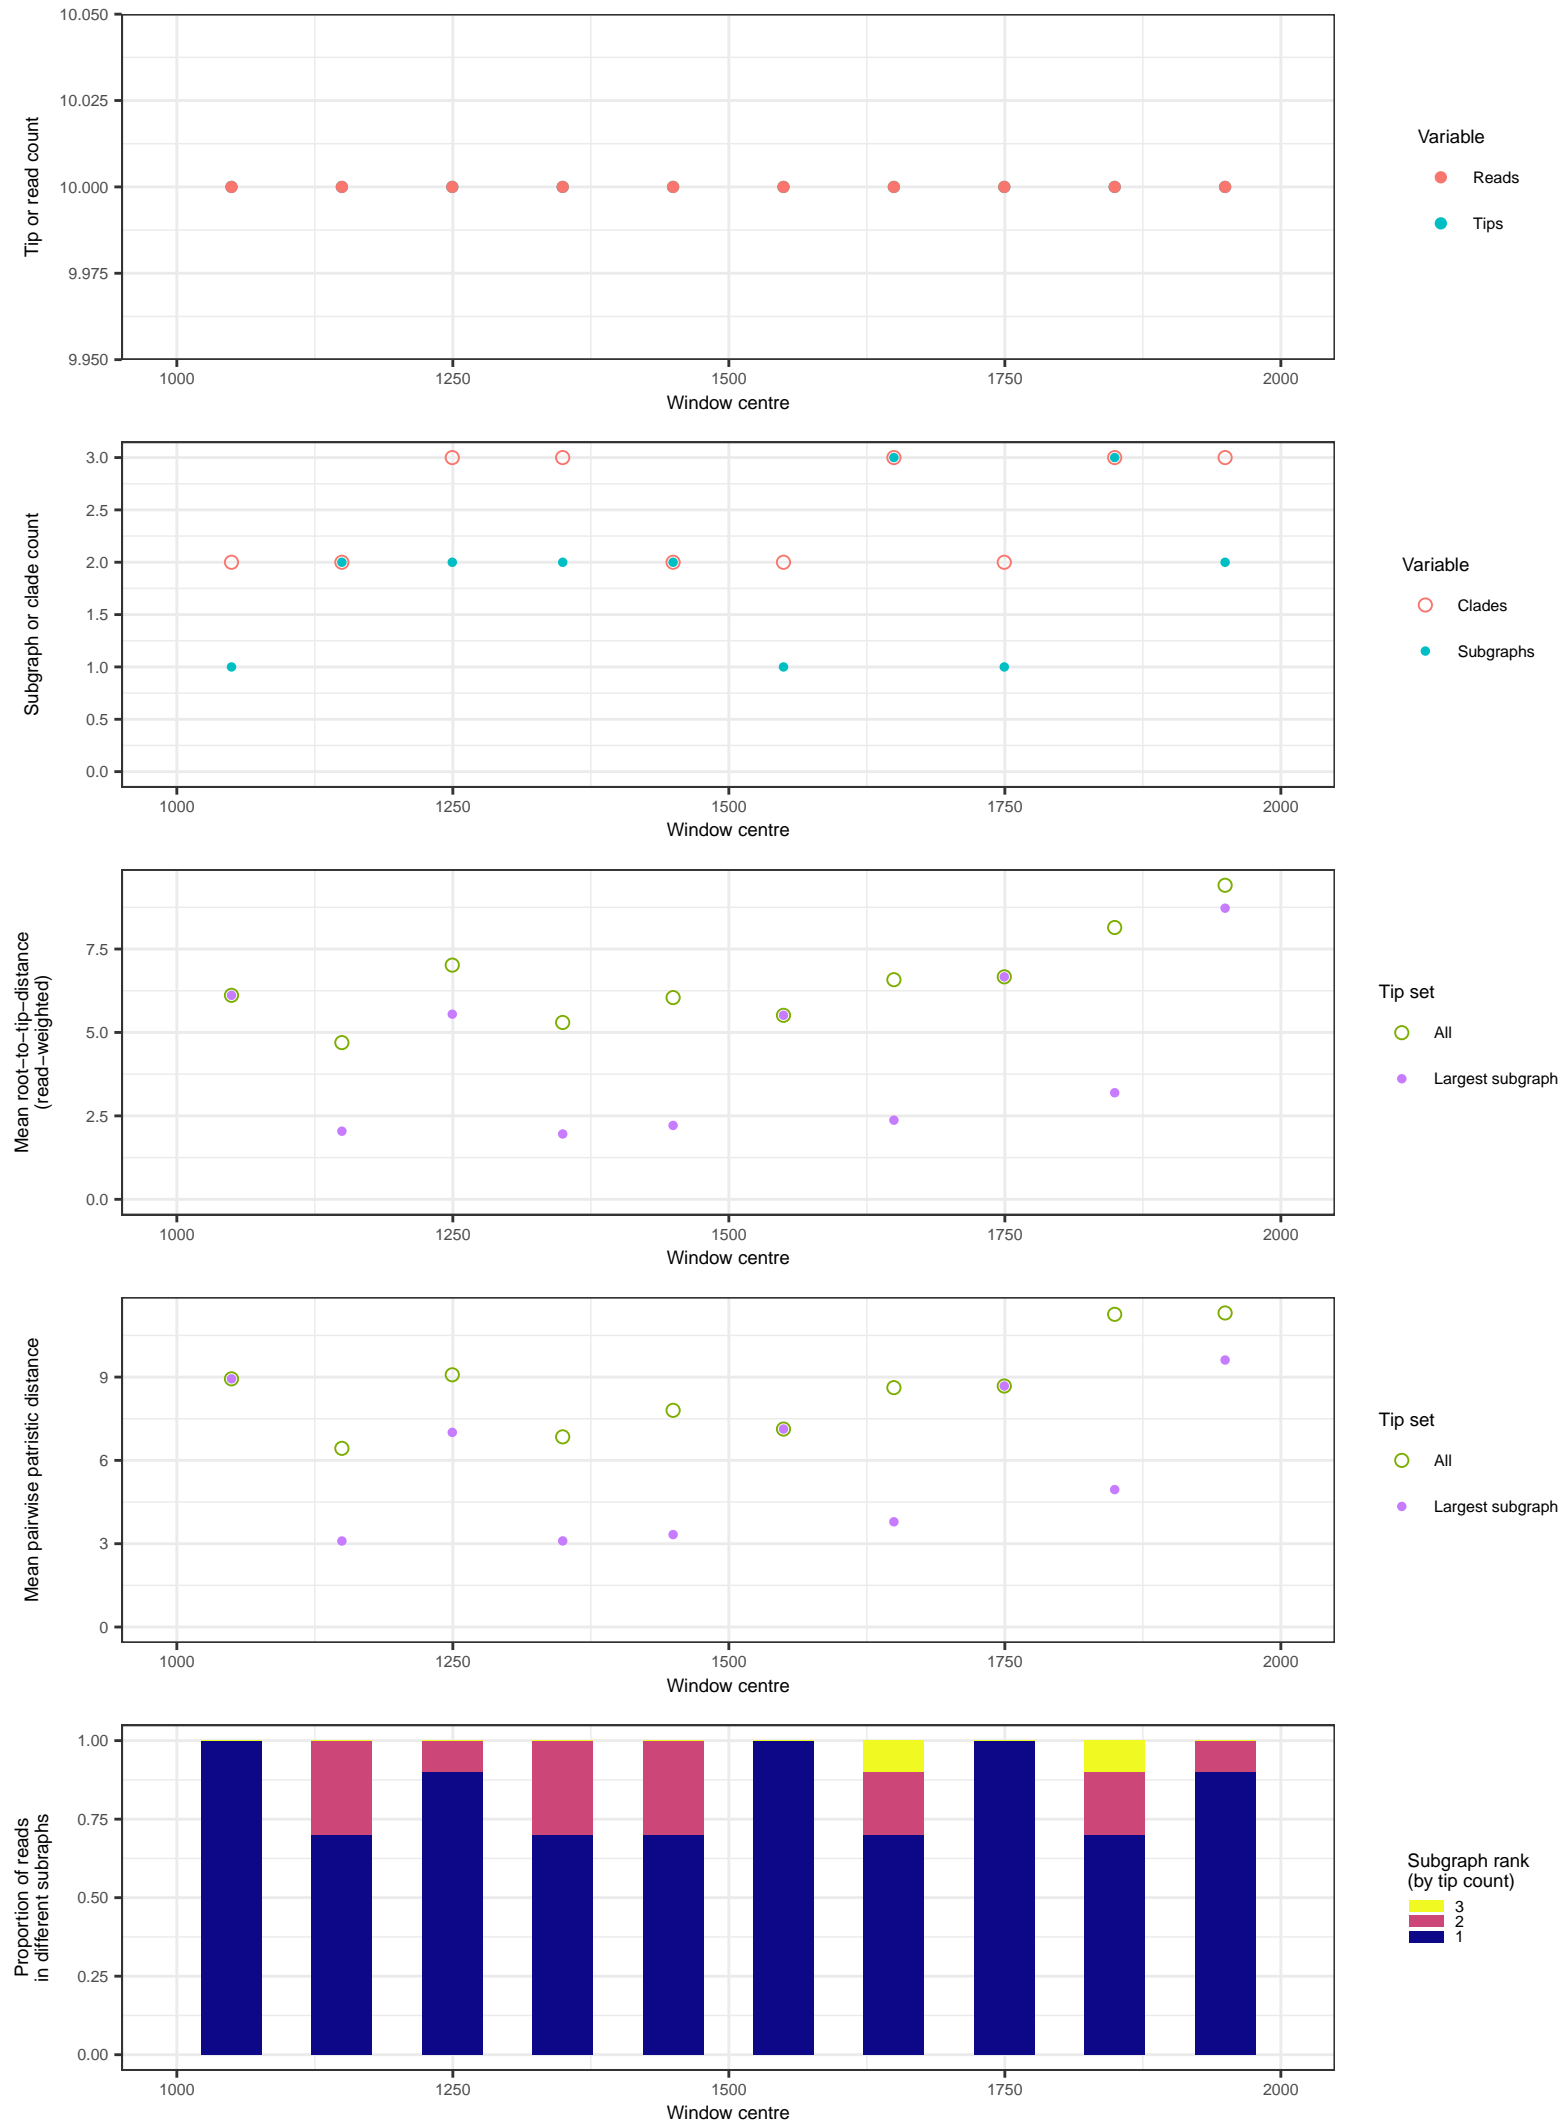 10.050
10.025
10.000
9.975
9.950
Tip or read count
1000 1250 1500 1750 2000
Window centre
Variable
Reads
Tips
3.0
2.5
2.0
1.5
1.0
0.5
0.0
Subgraph or clade count
1000 1250 1500 1750 2000
Window centre
Variable
Clades
Subgraphs
7.5
5.0
2.5
0.0
Mean root−to−tip−distance
(read−weighted)
1000 1250 1500 1750 2000
Window centre
Tip set
All
Largest subgraph
9
6
3
0
Mean pairwise patristic distance
1000 1250 1500 1750 2000
Window centre
Tip set
All
Largest subgraph
1.00
0.75
0.50
0.25
0.00
Proportion of reads
in different subraphs
1000 1250 1500 1750 2000
Window centre
Subgraph rank
(by tip count)
3
2
1